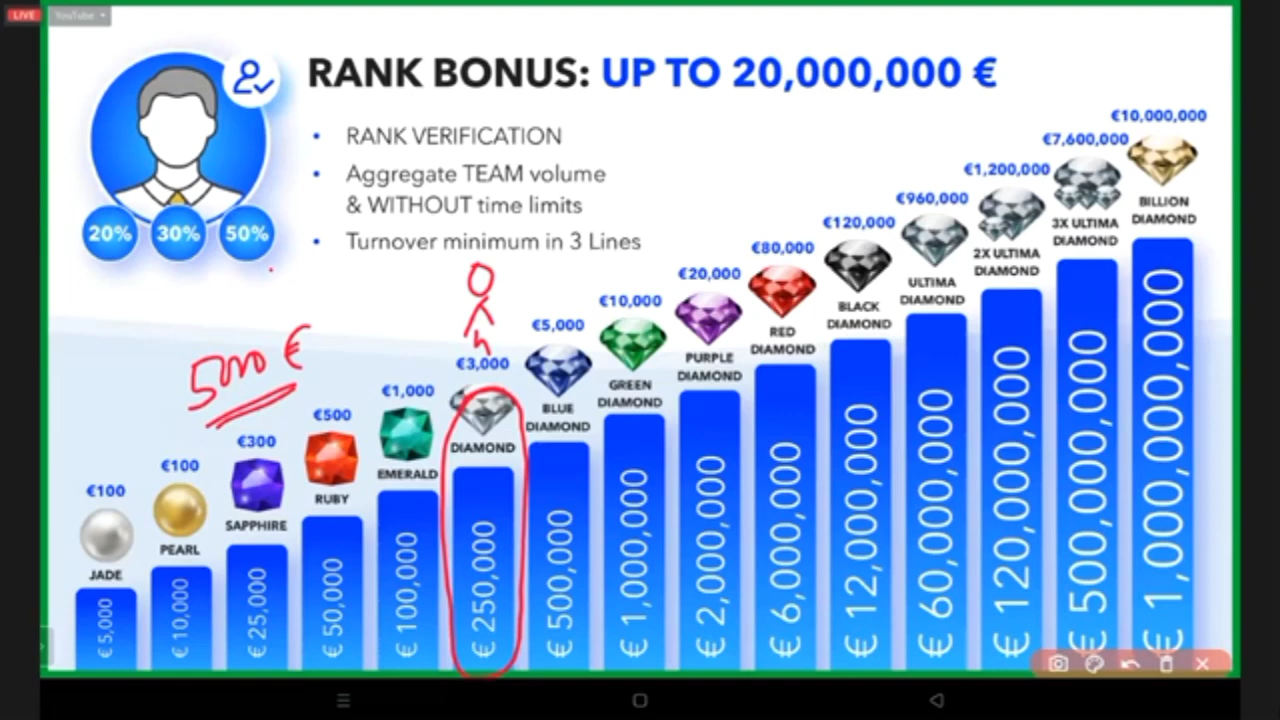 LIVE
YouTube
RANK BONUS: UP TO 20,000,000 €
• RANK VERIFICATION
• Aggregate TEAM volume
& WITHOUT time limits
• Turnover minimum in 3 Lines
20% 30% 50%
500 €
€100
JADE
€ 5,000
€100
PEARL
€ 10,000
€300
SAPPHIRE
€ 25,000
€500
RUBY
€ 50,000
€1,000
EMERALD
€ 100,000
€3,000
DIAMOND
€ 250,000
€5,000
BLUE
DIAMOND
€ 500,000
€10,000
GREEN
DIAMOND
€ 1,000,000
€20,000
PURPLE
DIAMOND
€ 2,000,000
€80,000
RED
DIAMOND
€ 6,000,000
€120,000
BLACK
DIAMOND
€ 12,000,000
€960,000
ULTIMA
DIAMOND
€ 60,000,000
€1,200,000
2X ULTIMA
DIAMOND
€ 120,000,000
€7,600,000
3X ULTIMA
DIAMOND
€ 500,000,000
€10,000,000
BILLION
DIAMOND
€ 1,000,000,000